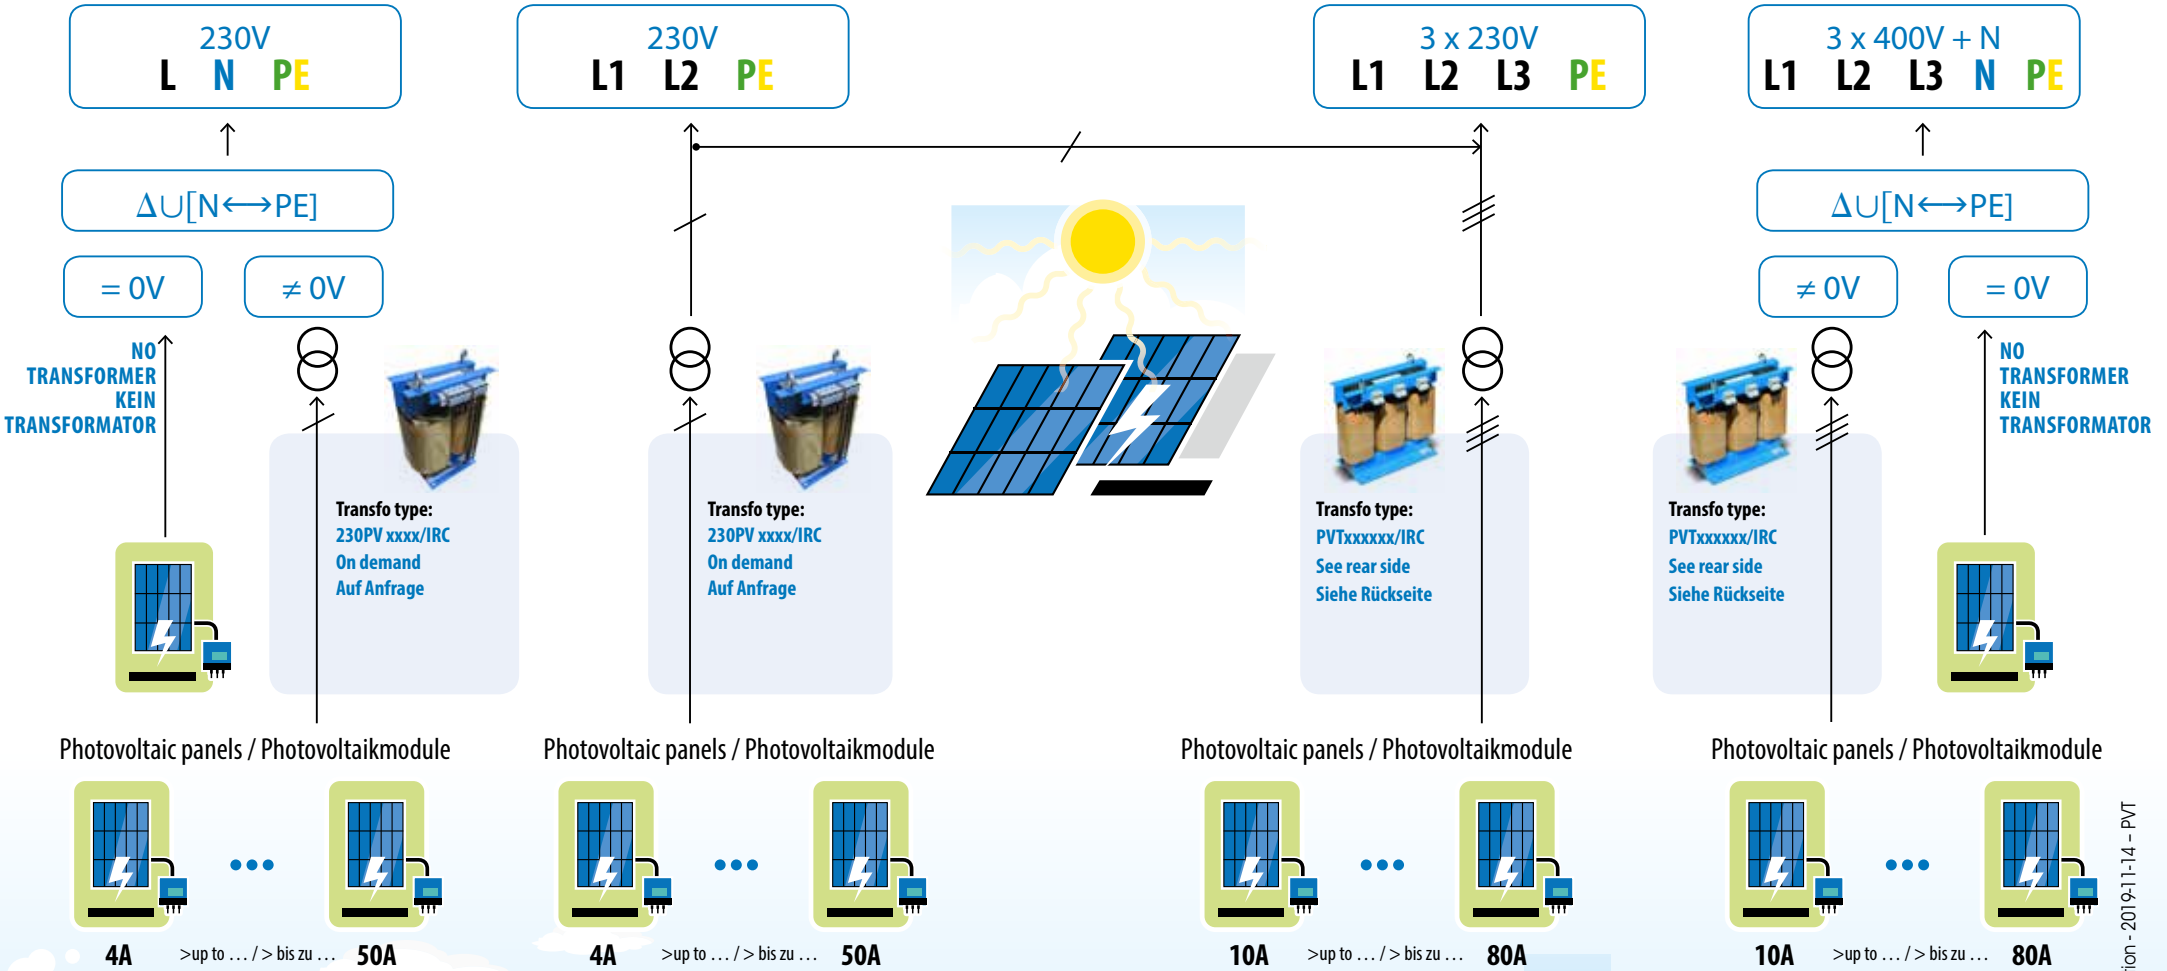 230V
L N PE
230V
L1 L2 PE
3 x 230V
L1 L2 L3 PE
3 x 400V + N
L1 L2 L3 N PE
Δ∪[N⟷PE]
Δ∪[N⟷PE]
= 0V
≠ 0V
≠ 0V
= 0V
NO
TRANSFORMER
KEIN
TRANSFORMATOR
NO
TRANSFORMER
KEIN
TRANSFORMATOR
Transfo type:
230PV xxxx/IRC
On demand
Auf Anfrage
Transfo type:
230PV xxxx/IRC
On demand
Auf Anfrage
Transfo type:
PVTxxxxxx/IRC
See rear side
Siehe Rückseite
Transfo type:
PVTxxxxxx/IRC
See rear side
Siehe Rückseite
Photovoltaic panels / Photovoltaikmodule
Photovoltaic panels / Photovoltaikmodule
Photovoltaic panels / Photovoltaikmodule
Photovoltaic panels / Photovoltaikmodule
4A >up to … / > bis zu … 50A
4A >up to … / > bis zu … 50A
10A >up to … / > bis zu … 80A
10A >up to … / > bis zu … 80A
- 2019-11-14 - PVT